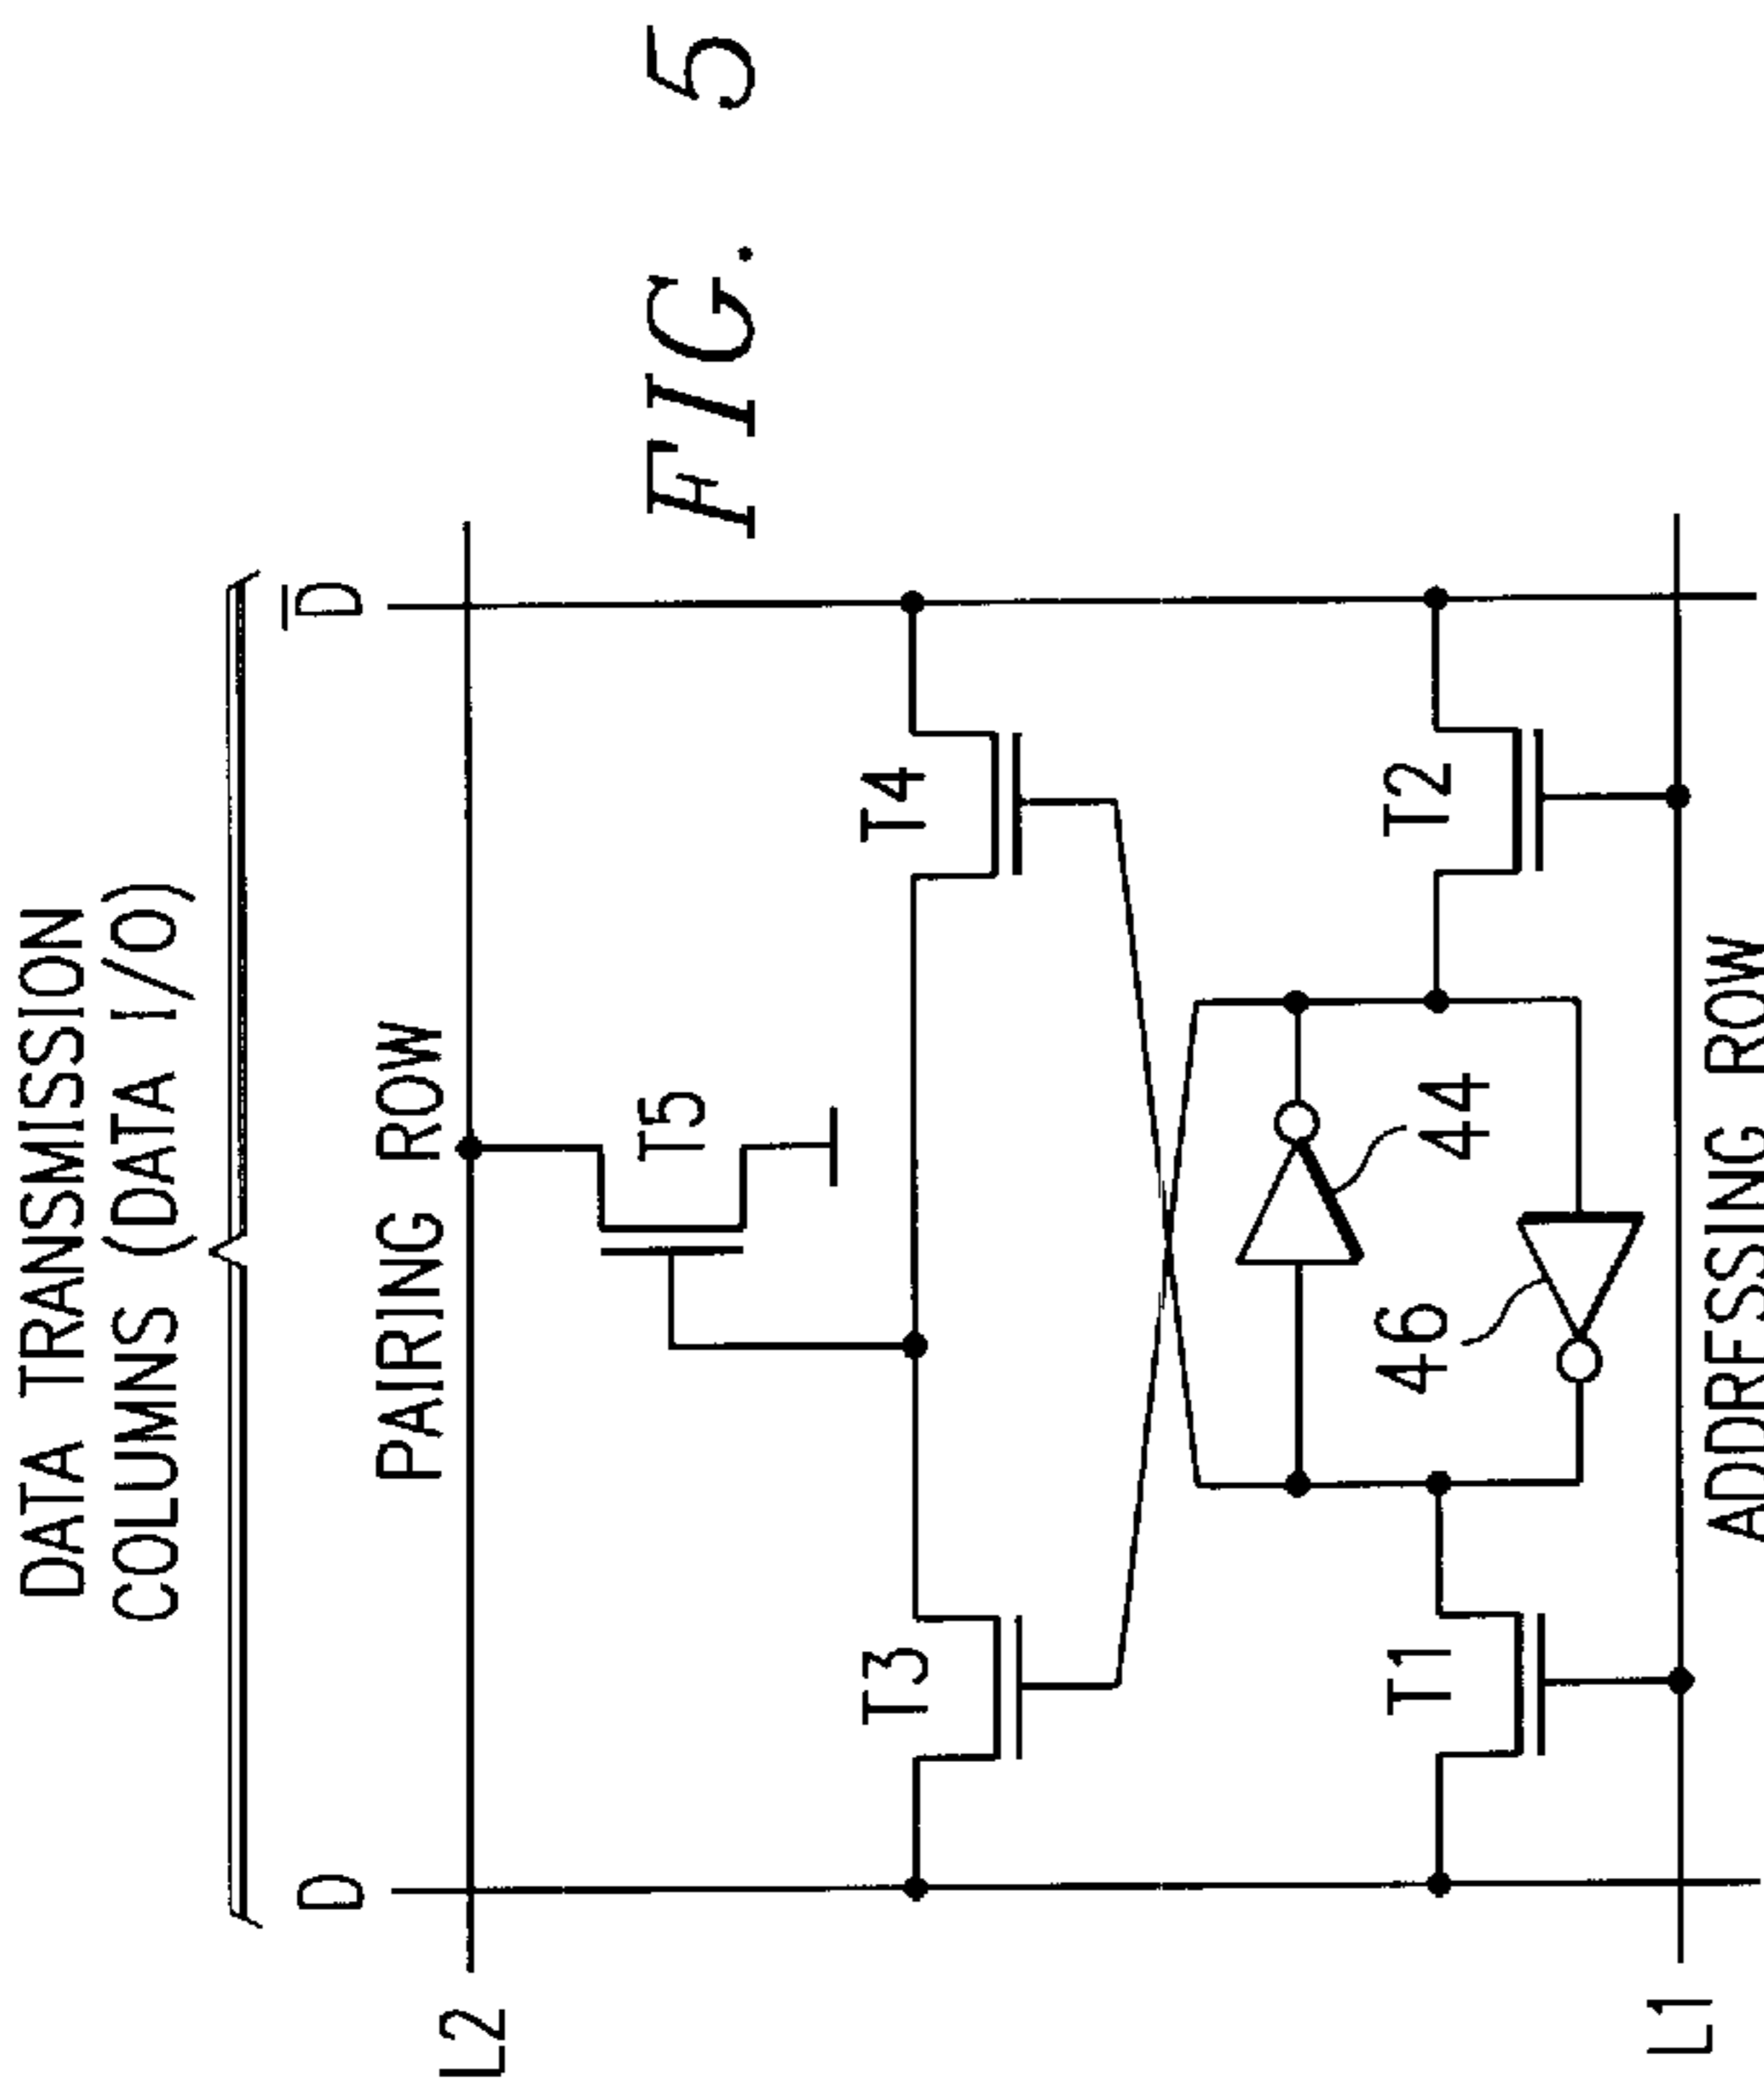 DATA TRANSMISSION
COLUMNS (DATA I/O)
D
D̅
PAIRING ROW
L2
T5
FIG. 5
T3
T4
44
46
T1
T2
L1
ADDRESSING ROW